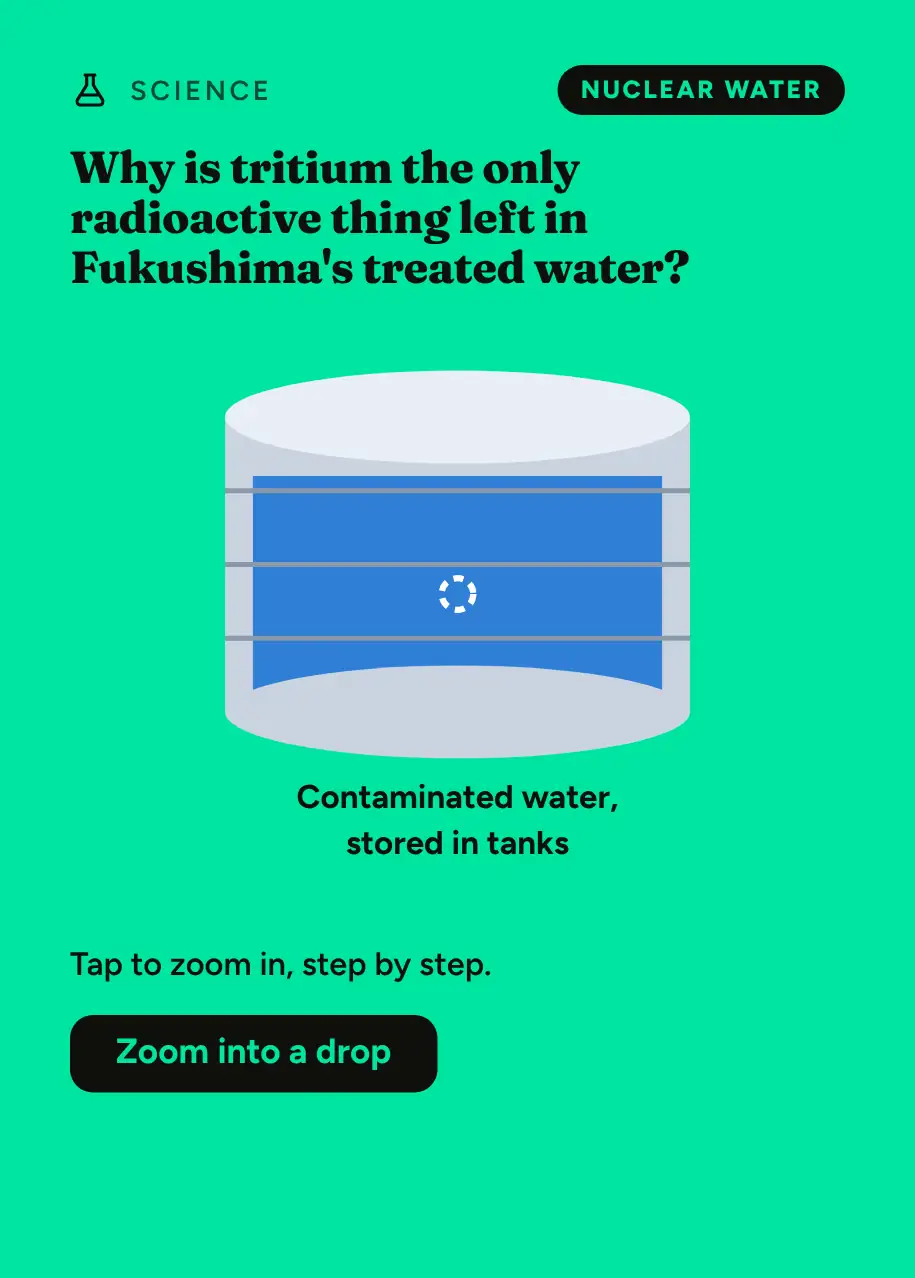 SCIENCE
NUCLEAR WATER
Why is tritium the only
radioactive thing left in
Fukushima's treated water?
Contaminated water,
stored in tanks
Tap to zoom in, step by step.
Zoom into a drop